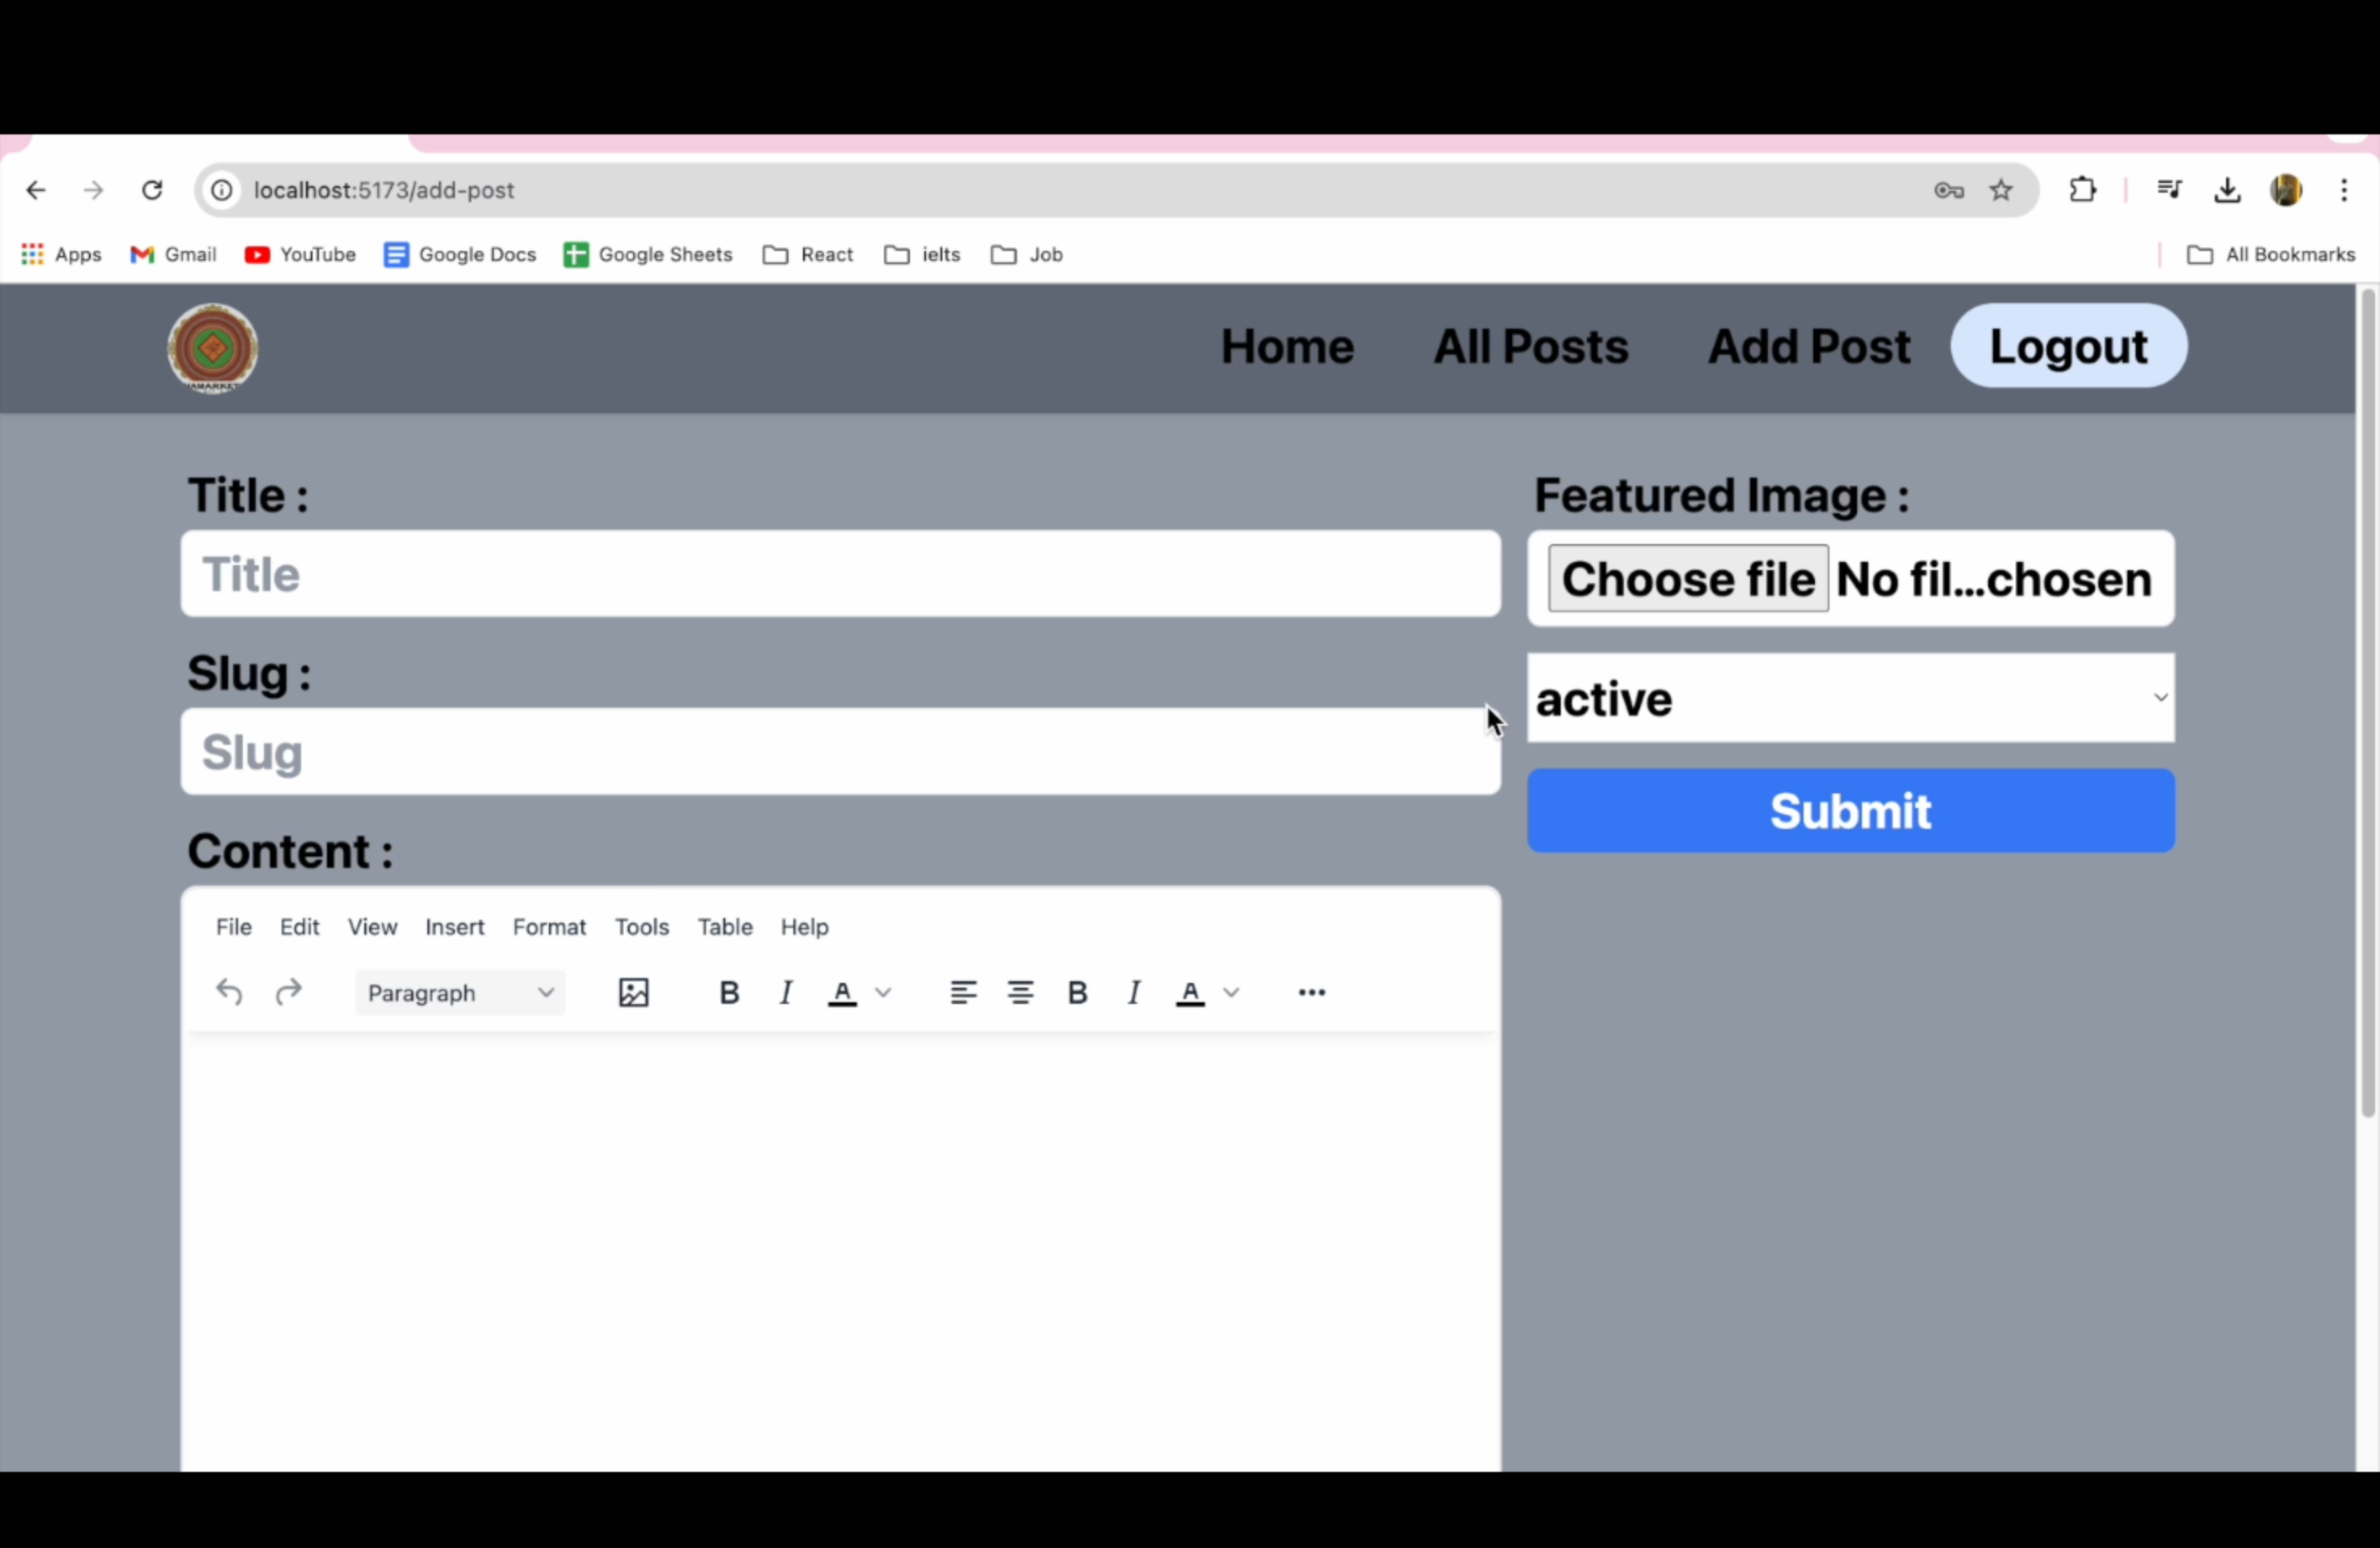 localhost:5173/add-post
Apps Gmail YouTube Google Docs Google Sheets React ielts Job All Bookmarks
Home All Posts Add Post Logout
Title :
Title
Slug :
Slug
Content :
File Edit View Insert Format Tools Table Help
Paragraph B I A B I A
Featured Image :
Choose file No fil...chosen
active
Submit